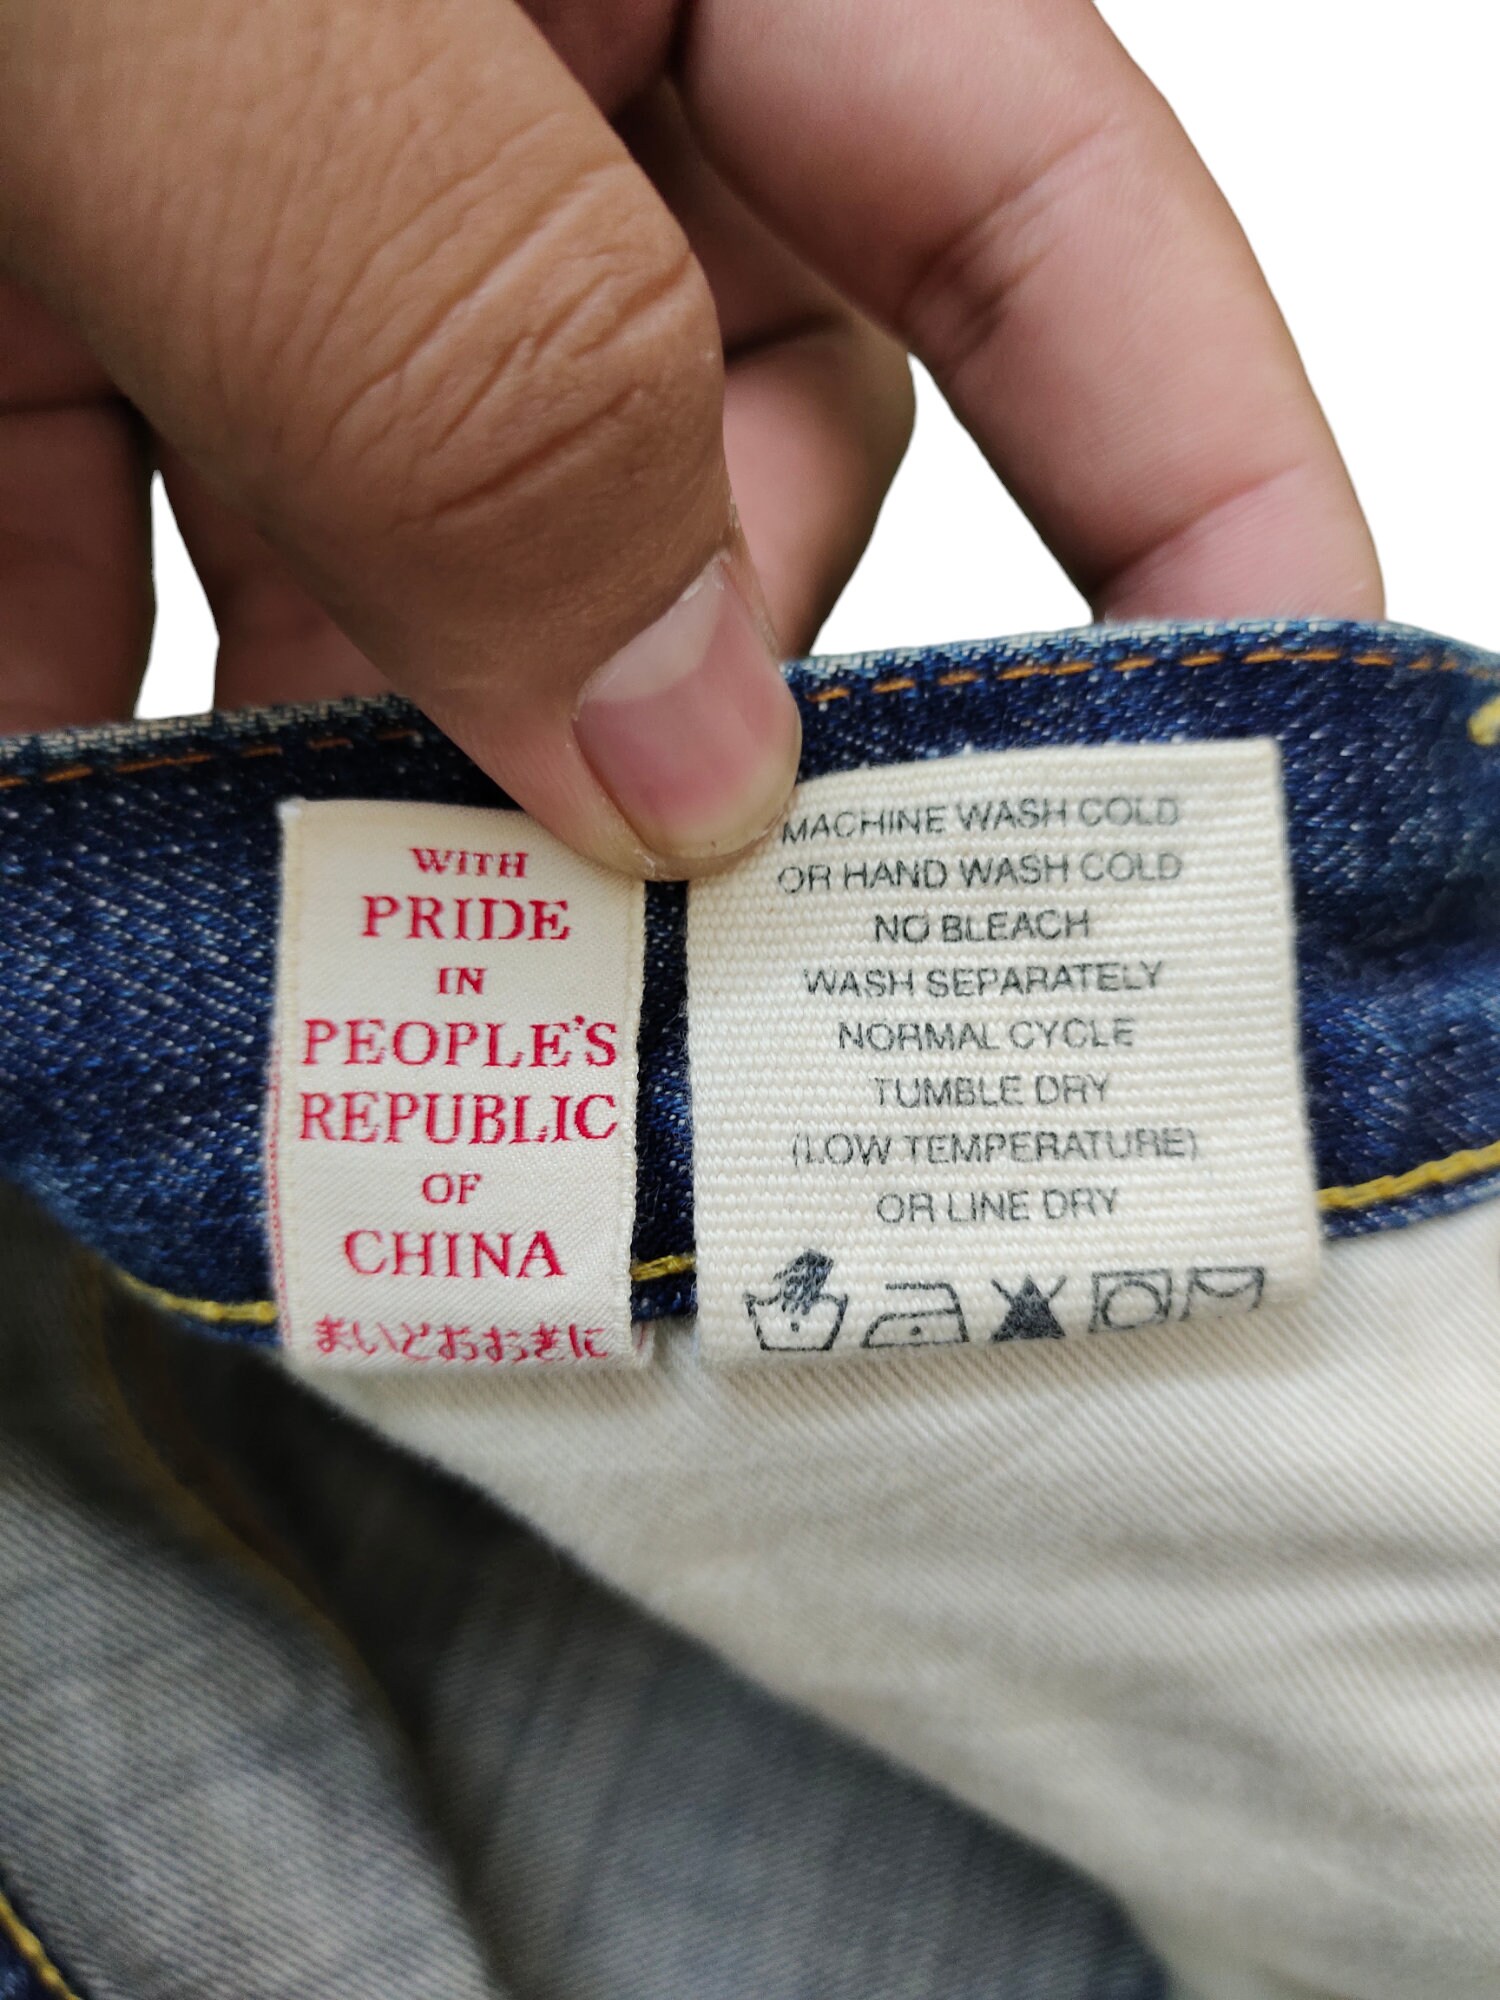 WITH
PRIDE
IN
PEOPLE'S
REPUBLIC
OF
CHINA
まいどおおきに
MACHINE WASH COLD
OR HAND WASH COLD
NO BLEACH
WASH SEPARATELY
NORMAL CYCLE
TUMBLE DRY
(LOW TEMPERATURE)
OR LINE DRY